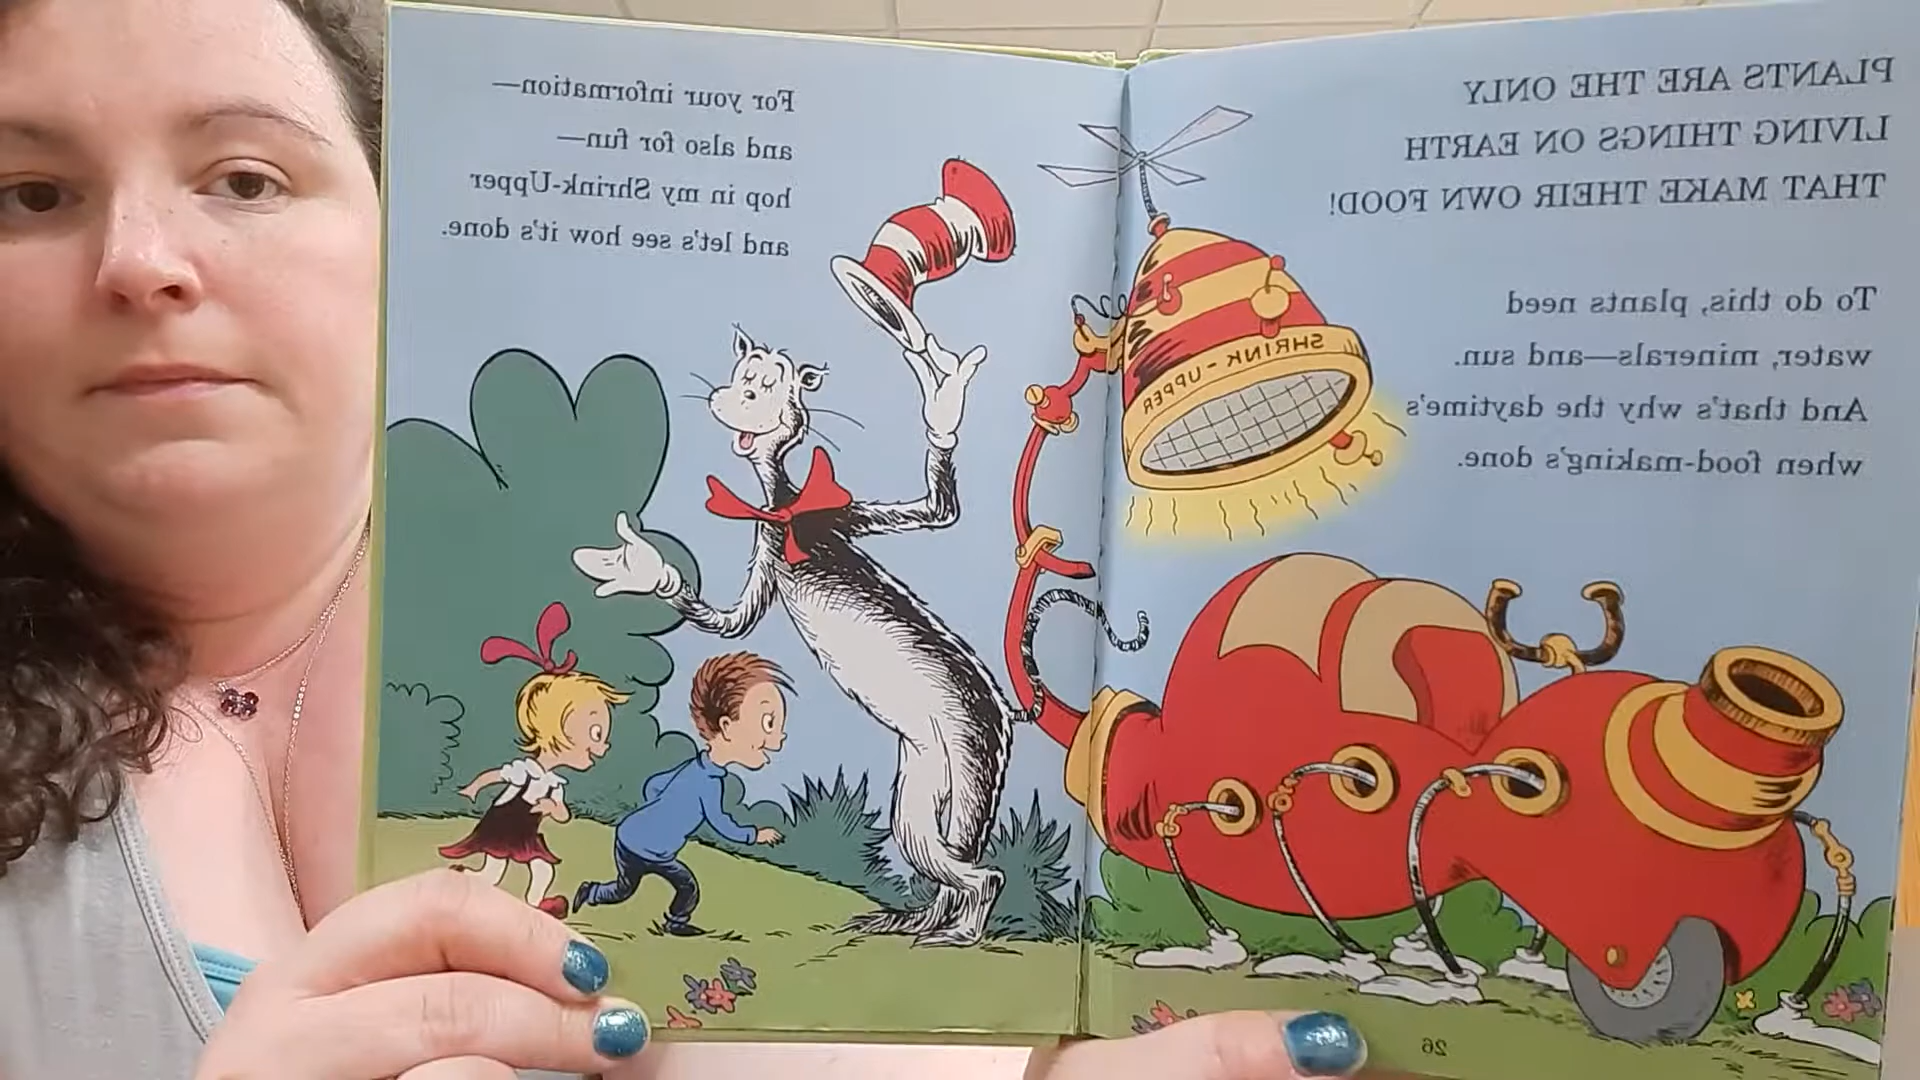 PLANTS ARE THE ONLY
LIVING THINGS ON EARTH
THAT MAKE THEIR OWN FOOD!
To do this, plants need
water, minerals—and sun.
And that's why the daytime's
when food-making's done.
SHRINK-UPPER
26
For your information—
and also for fun—
hop in my Shrink-Upper
and let's see how it's done.